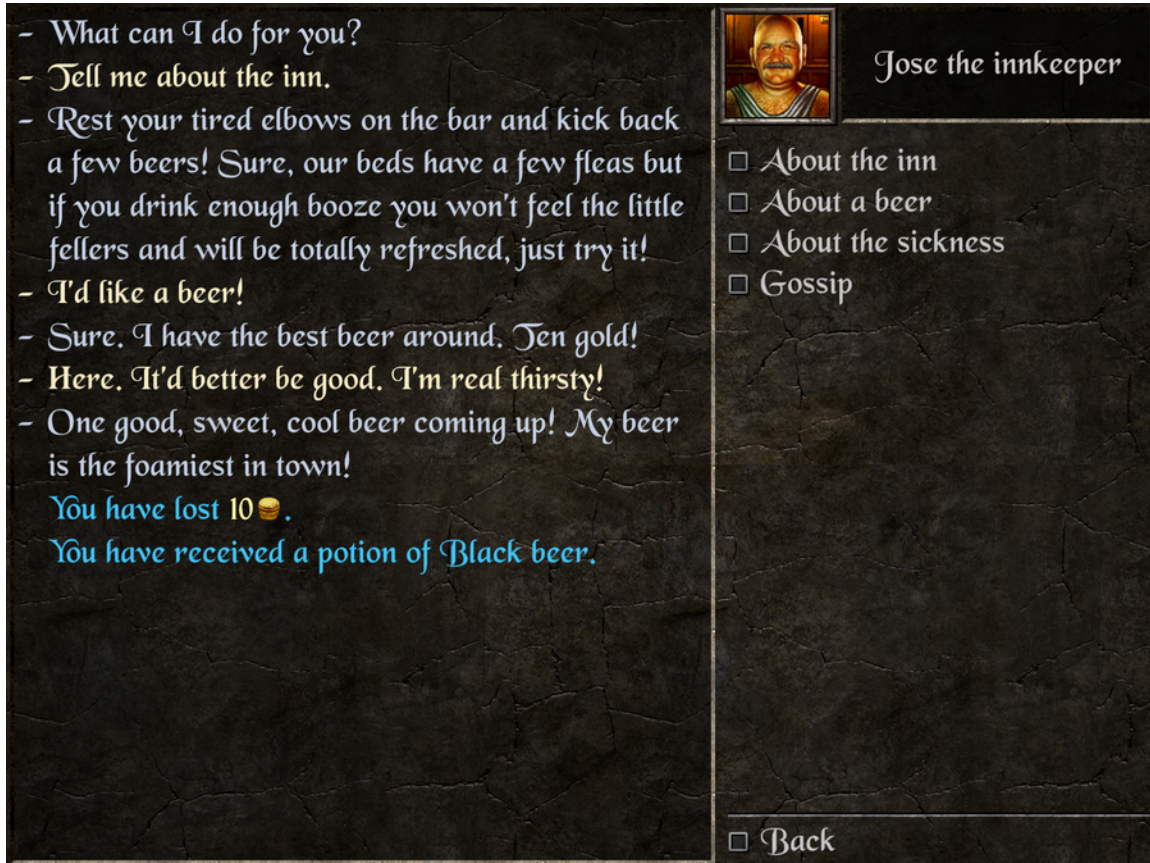 - What can I do for you?
- Tell me about the inn.
- Rest your tired elbows on the bar and kick back
a few beers! Sure, our beds have a few fleas but
if you drink enough booze you won't feel the little
fellers and will be totally refreshed, just try it!
- I'd like a beer!
- Sure. I have the best beer around. Ten gold!
- Here. It'd better be good. I'm real thirsty!
- One good, sweet, cool beer coming up! My beer
is the foamiest in town!
You have lost 10.
You have received a potion of Black beer.
Jose the innkeeper
About the inn
About a beer
About the sickness
Gossip
Back